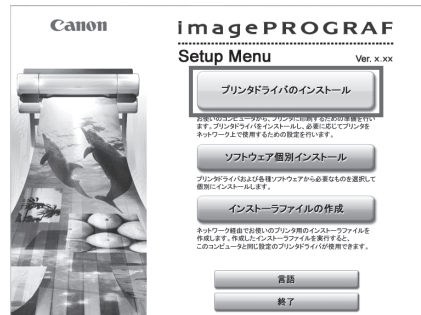 Canon
imagePROGRAF
Setup Menu
Ver. x.xx
プリンタドライバのインストール
お使いのコンピュータから、プリンタに印刷するための準備を行い
ます。プリンタドライバをインストールし、必要に応じてプリンタを
ネットワーク上で使用するための設定を行います。
ソフトウェア個別インストール
プリンタドライバおよび各種ソフトウェアから必要なものを選択して
個別にインストールします。
インストーラファイルの作成
ネットワーク経由でお使いのプリンタ用のインストーラファイルを
作成します。作成したインストーラファイルを実行すると、
このコンピュータと同じ設定のプリンタドライバが使用できます。
言語
終了